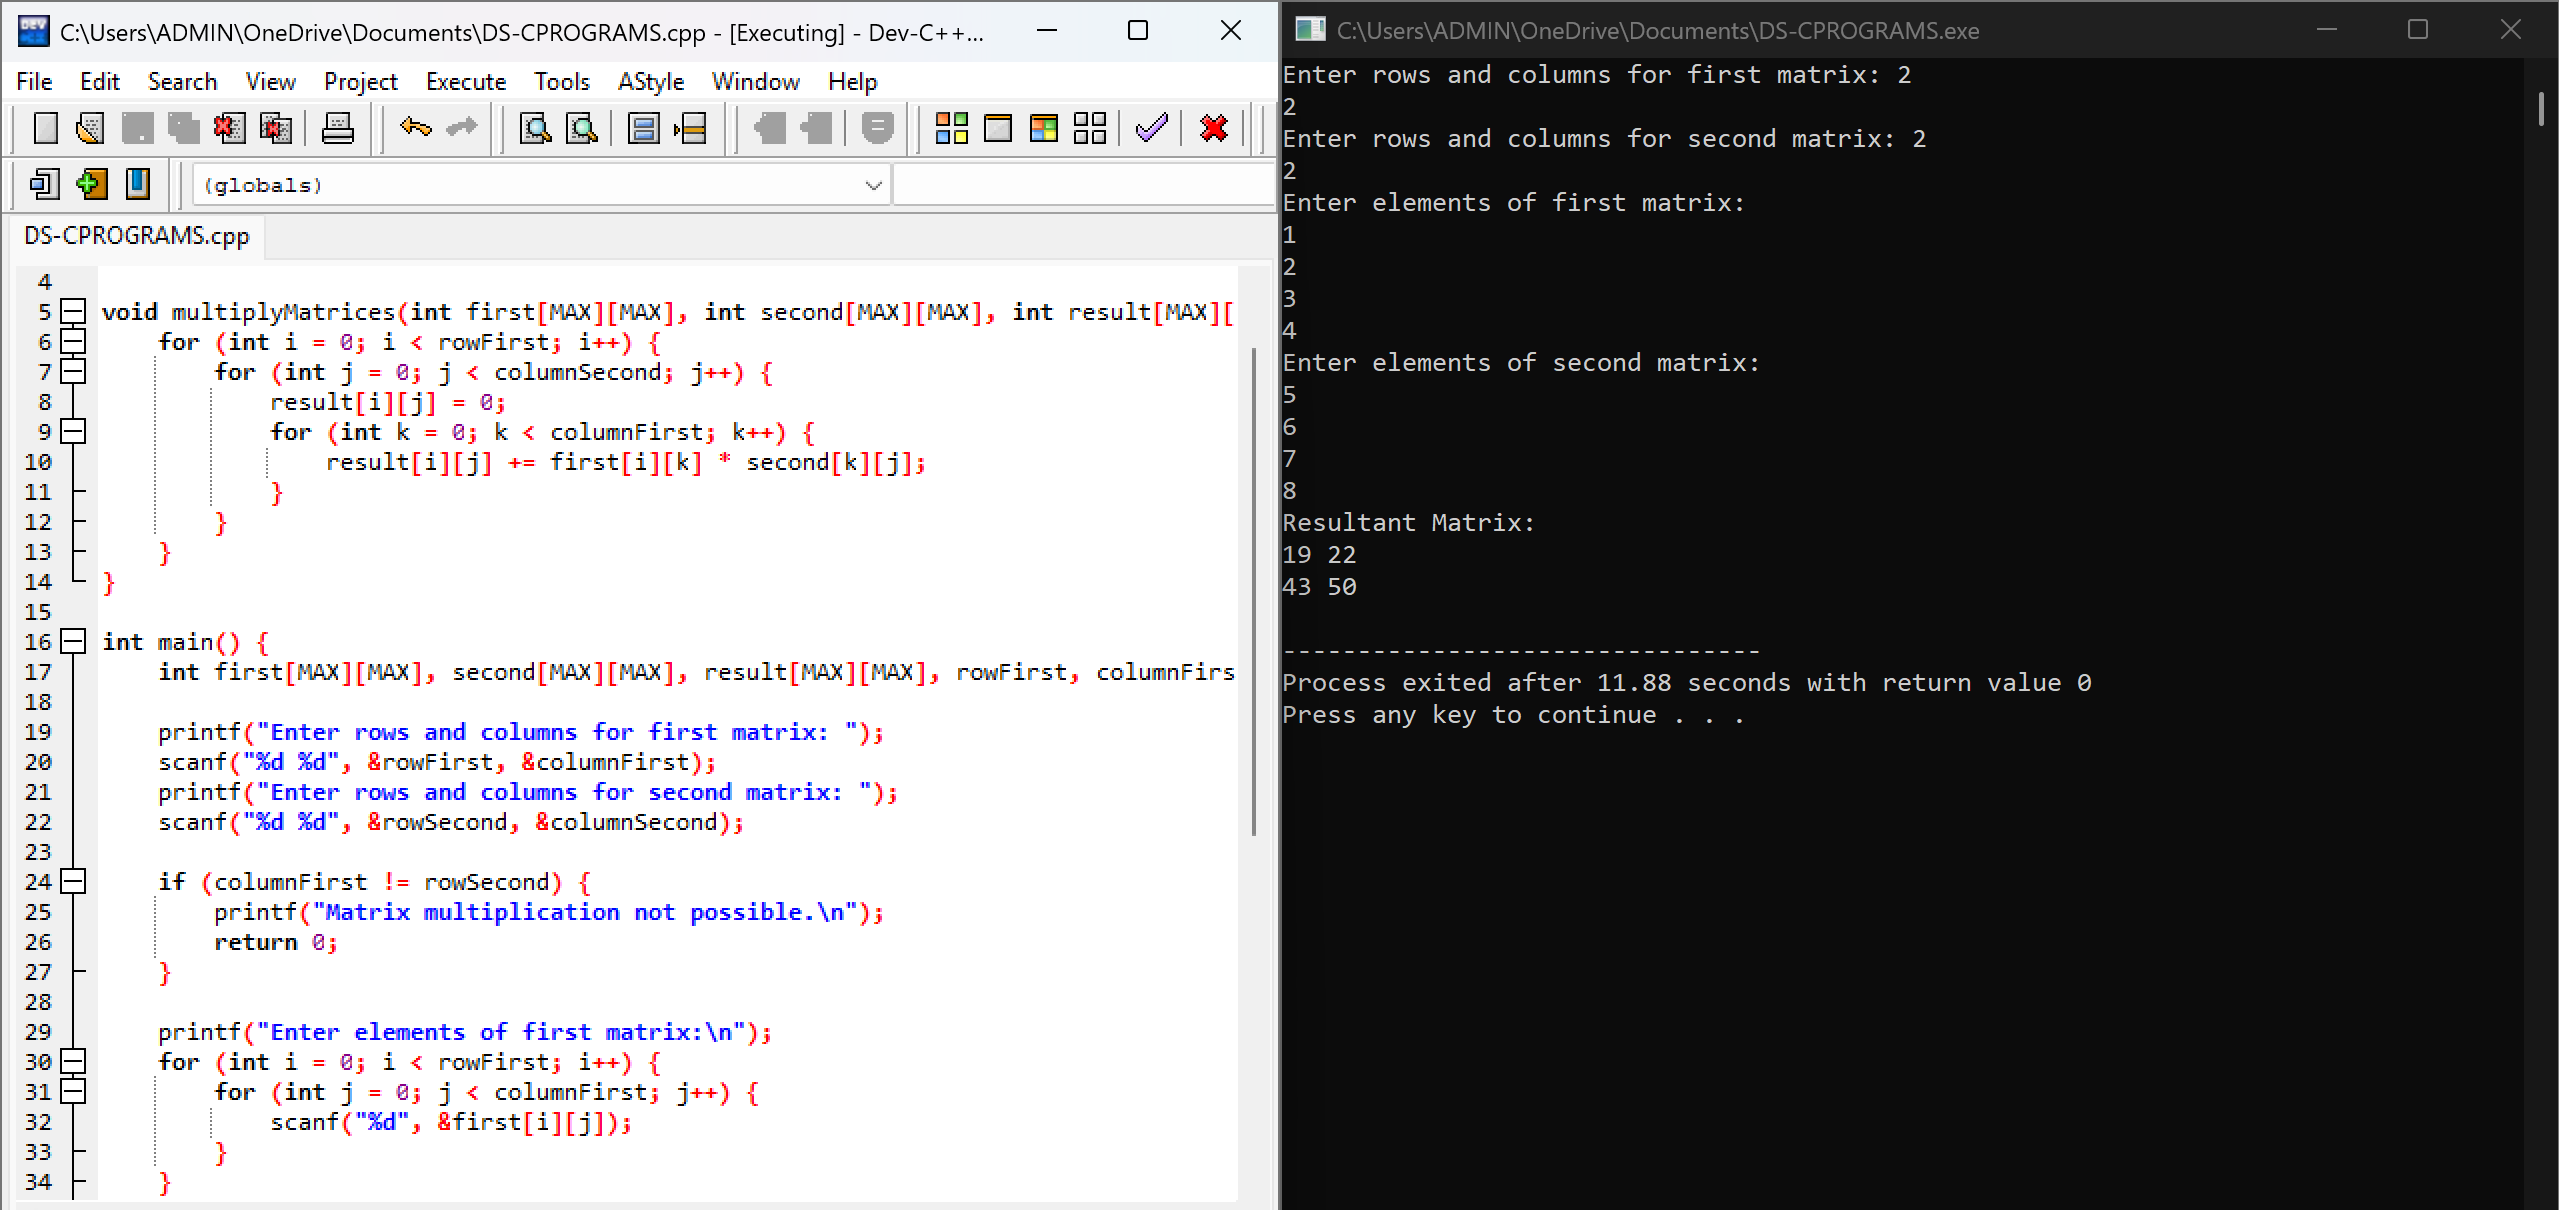 C:\Users\ADMIN\OneDrive\Documents\DS-CPROGRAMS.cpp - [Executing] - Dev-C++...
File Edit Search View Project Execute Tools AStyle Window Help
(globals)
DS-CPROGRAMS.cpp
4
5 void multiplyMatrices(int first[MAX][MAX], int second[MAX][MAX], int result[MAX][
6     for (int i = 0; i < rowFirst; i++) {
7         for (int j = 0; j < columnSecond; j++) {
8             result[i][j] = 0;
9             for (int k = 0; k < columnFirst; k++) {
10                 result[i][j] += first[i][k] * second[k][j];
11             }
12         }
13     }
14 }
15
16 int main() {
17     int first[MAX][MAX], second[MAX][MAX], result[MAX][MAX], rowFirst, columnFirs
18
19     printf("Enter rows and columns for first matrix: ");
20     scanf("%d %d", &rowFirst, &columnFirst);
21     printf("Enter rows and columns for second matrix: ");
22     scanf("%d %d", &rowSecond, &columnSecond);
23
24     if (columnFirst != rowSecond) {
25         printf("Matrix multiplication not possible.\n");
26         return 0;
27     }
28
29     printf("Enter elements of first matrix:\n");
30     for (int i = 0; i < rowFirst; i++) {
31         for (int j = 0; j < columnFirst; j++) {
32             scanf("%d", &first[i][j]);
33         }
34     }
C:\Users\ADMIN\OneDrive\Documents\DS-CPROGRAMS.exe
Enter rows and columns for first matrix: 2
2
Enter rows and columns for second matrix: 2
2
Enter elements of first matrix:
1
2
3
4
Enter elements of second matrix:
5
6
7
8
Resultant Matrix:
19 22
43 50
--------------------------------
Process exited after 11.88 seconds with return value 0
Press any key to continue . . .